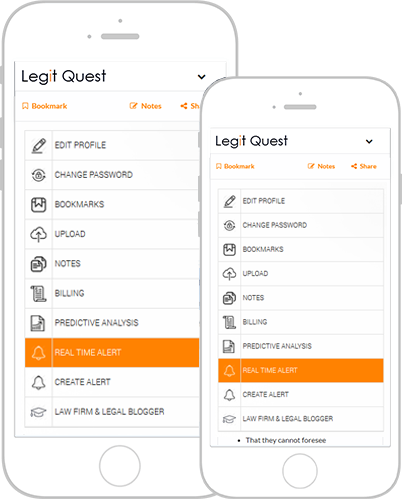 Legit Quest
Bookmark Notes Sha
EDIT PROFILE
CHANGE PASSWORD
BOOKMARKS
UPLOAD
NOTES
BILLING
PREDICTIVE ANALYSIS
REAL TIME ALERT
CREATE ALERT
LAW FIRM & LEGAL BLOGGER
Legit Quest
Bookmark Notes Share
EDIT PROFILE
CHANGE PASSWORD
BOOKMARKS
UPLOAD
NOTES
BILLING
PREDICTIVE ANALYSIS
REAL TIME ALERT
CREATE ALERT
LAW FIRM & LEGAL BLOGGER
• That they cannot foresee